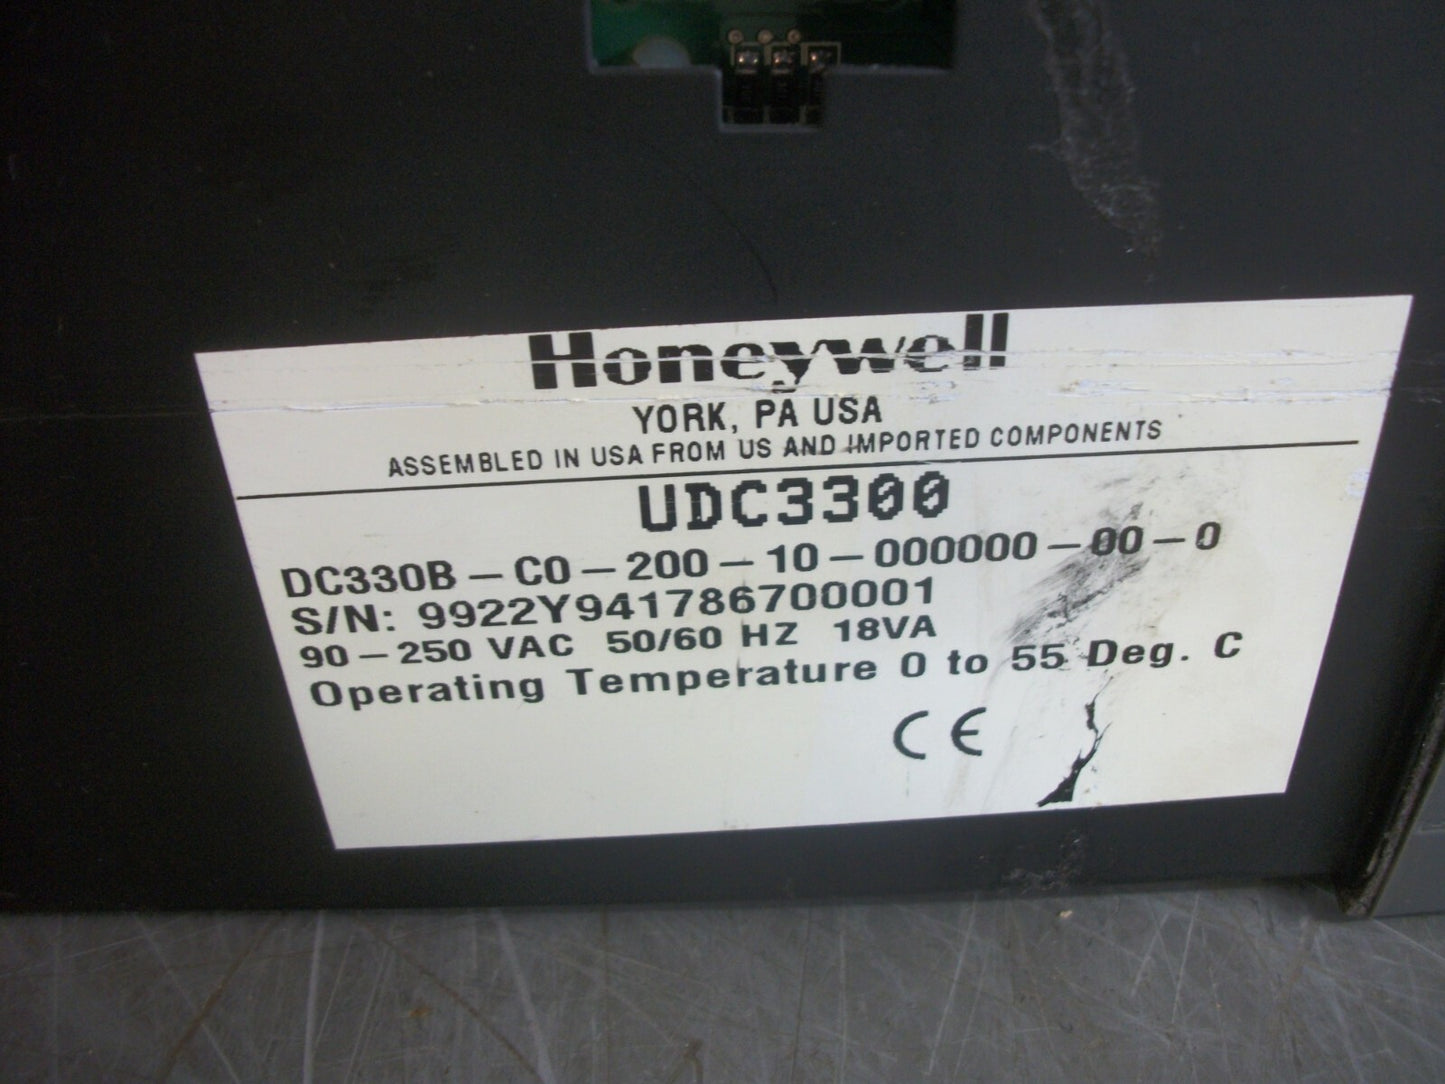 Honeywell
YORK, PA USA
ASSEMBLED IN USA FROM US AND IMPORTED COMPONENTS
UDC3300
DC330B-C0-200-10-000000-00-0
S/N: 9922Y941786700001
90-250 VAC 50/60 HZ 18VA
Operating Temperature 0 to 55 Deg. C
CE